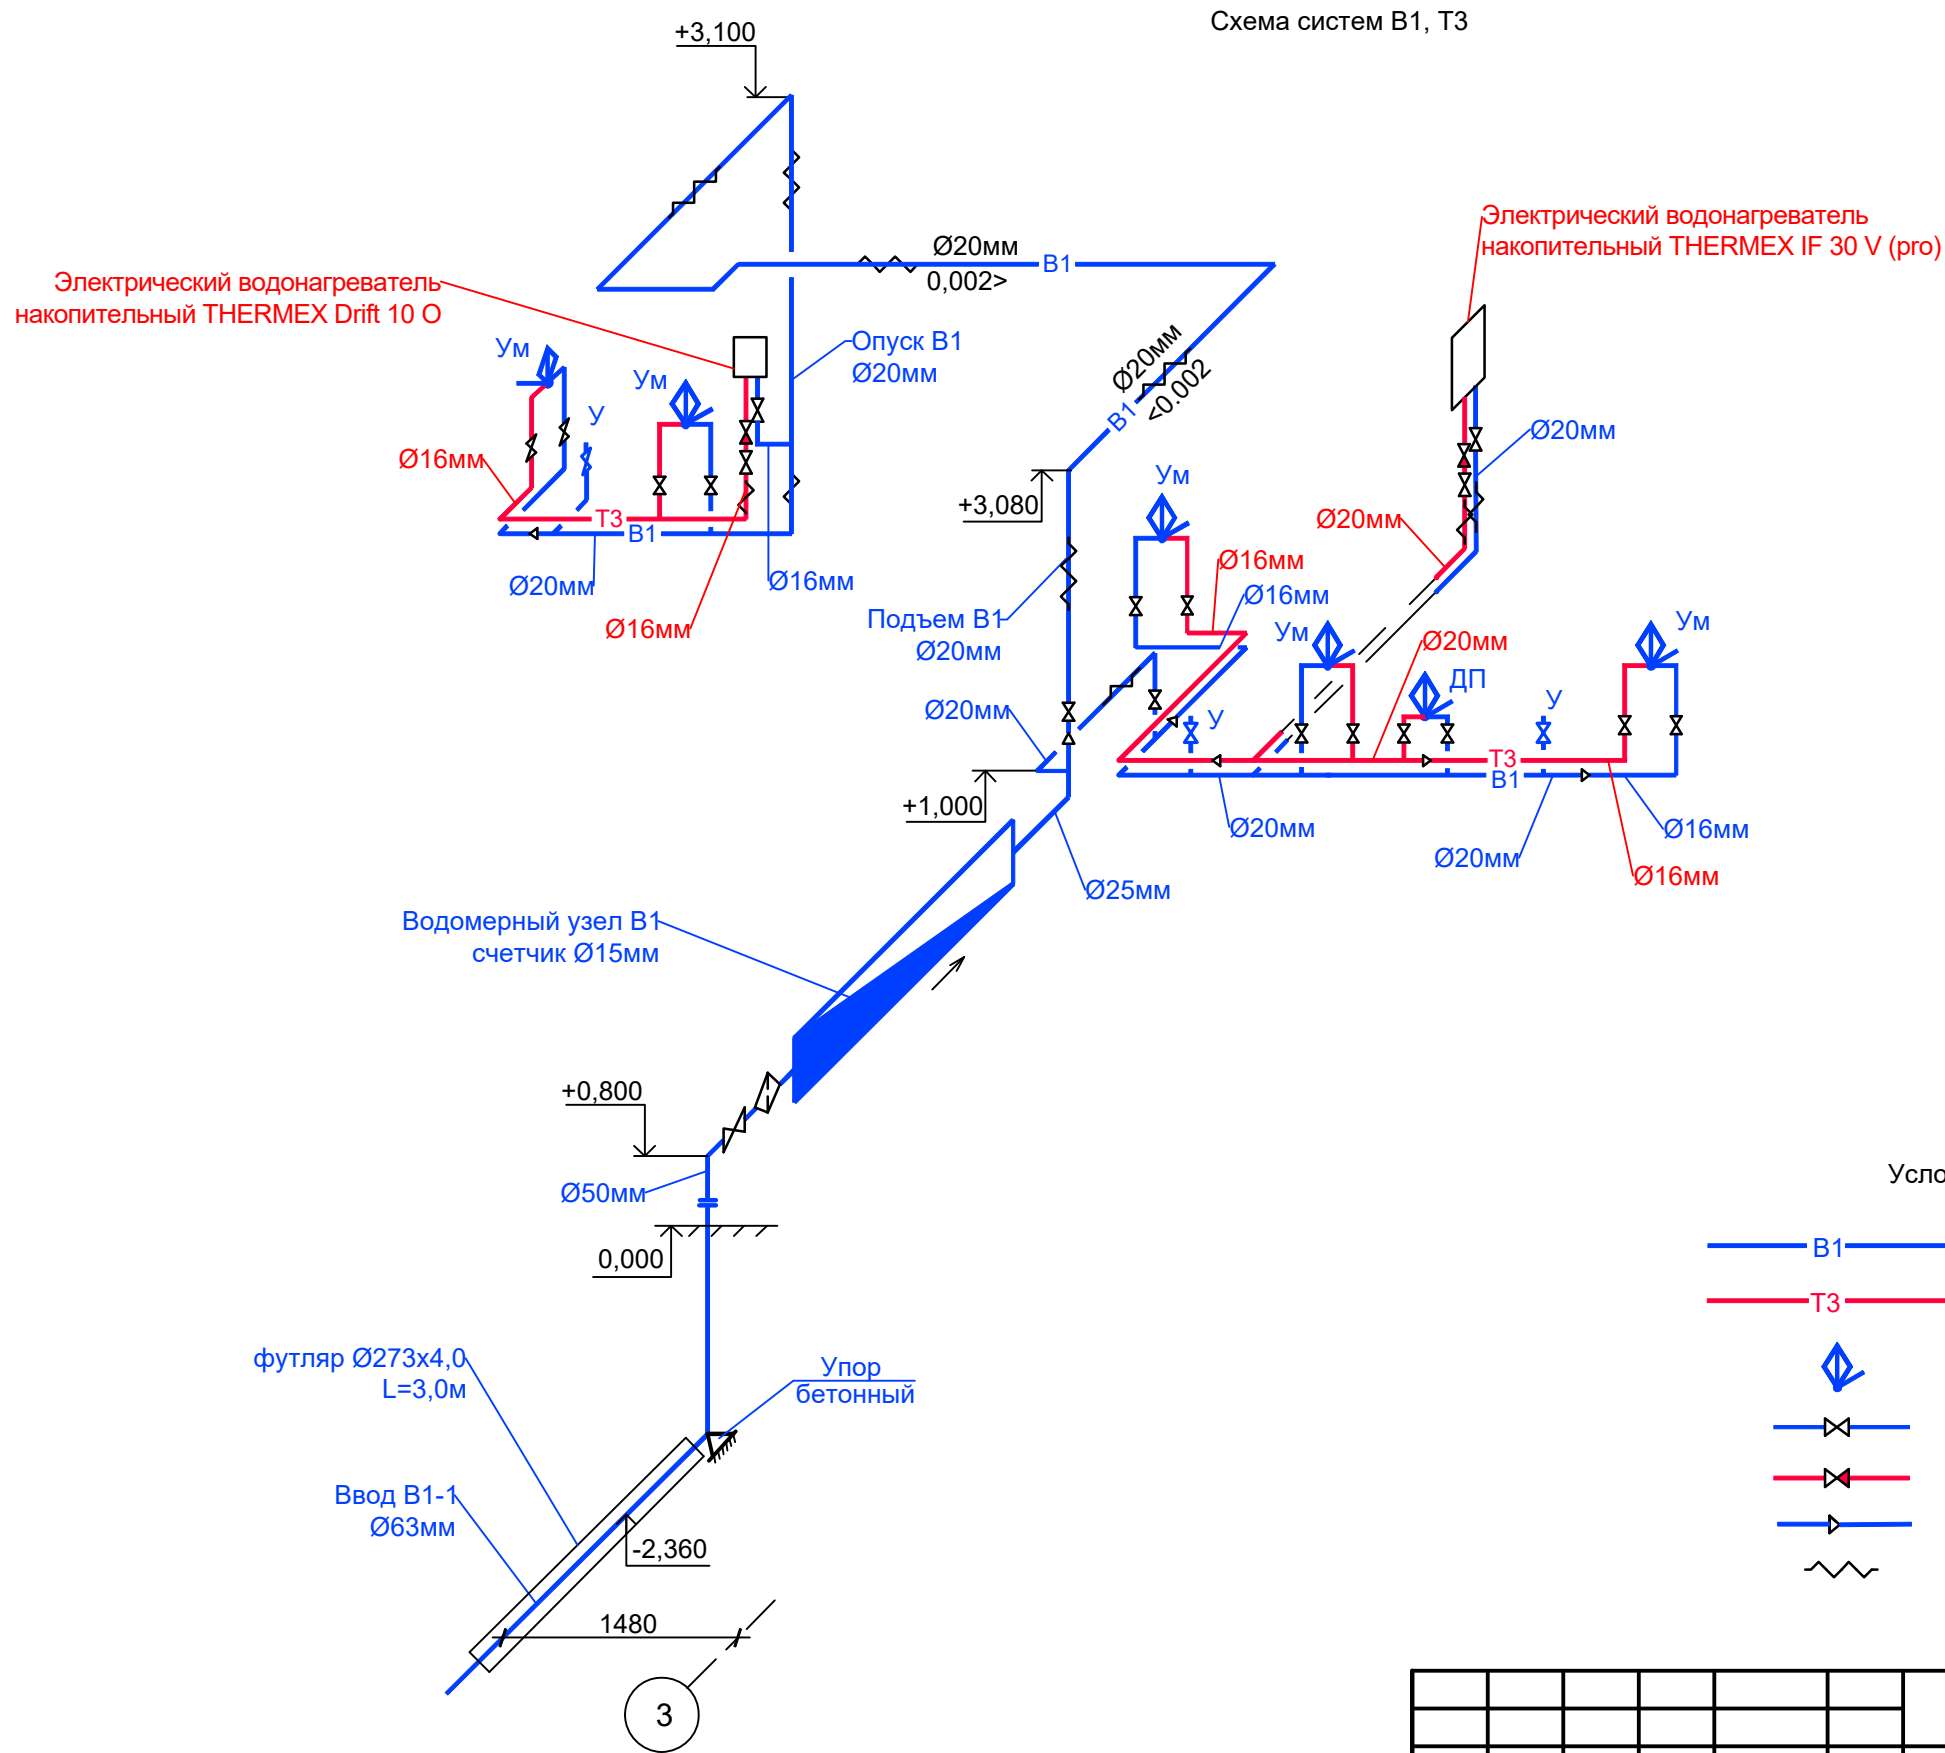 Схема систем В1, Т3
+3,100
Электрический водонагреватель
накопительный THERMEX IF 30 V (pro)
Ø20мм
0,002>
В1
Электрический водонагреватель
накопительный THERMEX Drift 10 O
Опуск В1
Ø20мм
Ум
Ум
У
Ø20мм
<0.002
В1
Ø16мм
Т3
В1
Ø20мм
Ø16мм
Ø16мм
+3,080
Ум
Ø20мм
Ø20мм
Ø16мм
Ø16мм
Подъем В1
Ø20мм
Ум
Ø20мм
Ум
ДП
Ø20мм
У
У
Т3
В1
+1,000
Ø20мм
Ø16мм
Ø20мм
Ø16мм
Ø25мм
Водомерный узел В1
счетчик Ø15мм
+0,800
Ø50мм
0,000
Усло
В1
Т3
футляр Ø273х4,0
L=3,0м
Упор
бетонный
Ввод В1-1
Ø63мм
-2,360
1480
3